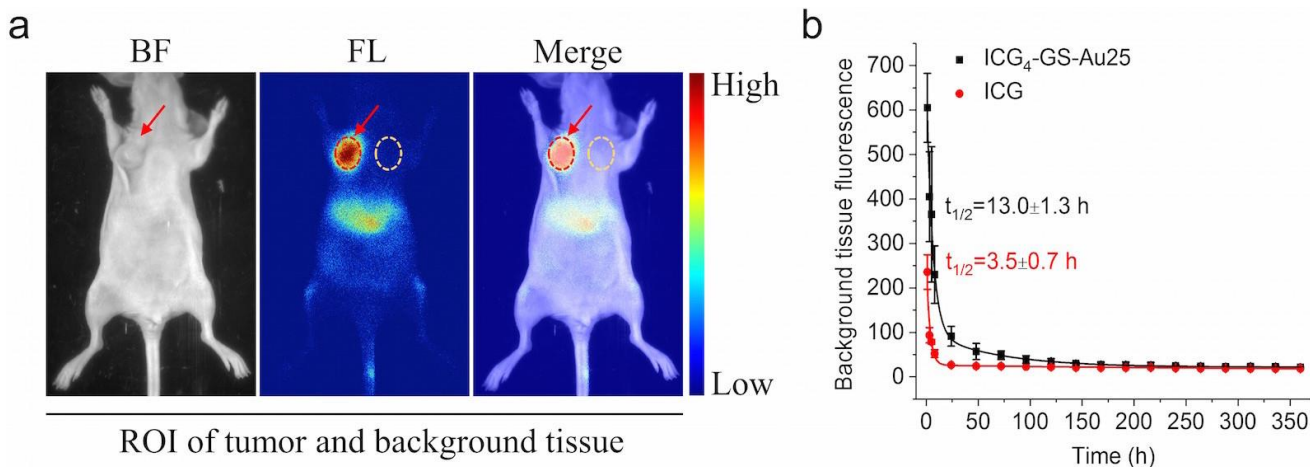 a
BF FL Merge
High
Low
ROI of tumor and background tissue
b
ICG₄-GS-Au25
ICG
t₁/₂=13.0±1.3 h
t₁/₂=3.5±0.7 h
Background tissue fluorescence
700
600
500
400
300
200
100
0
0 50 100 150 200 250 300 350
Time (h)